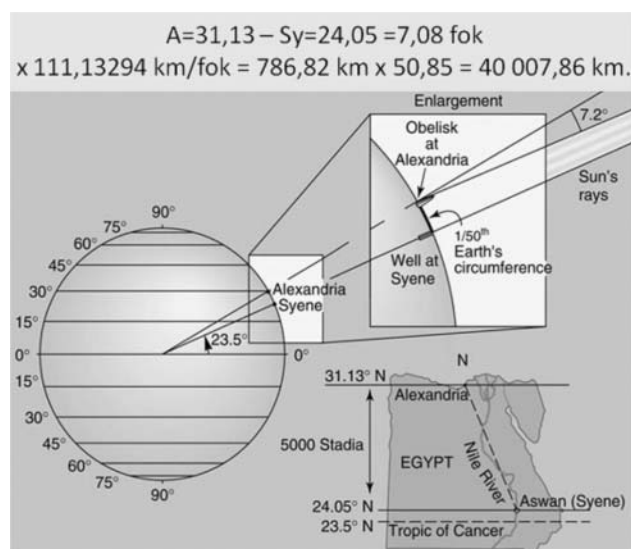 A=31,13 – Sy=24,05 =7,08 fok
x 111,13294 km/fok = 786,82 km x 50,85 = 40 007,86 km.
Enlargement
7.2°
Obelisk
at
Alexandria
Sun's
rays
1/50th
Earth's
circumference
Well at
Syene
90°
75°
60°
45°
30°
15°
0°
15°
30°
45°
60°
75°
90°
Alexandria
Syene
23.5°
0°
N
31.13° N
Alexandria
5000 Stadia
EGYPT
Nile River
24.05° N
Aswan (Syene)
23.5° N
Tropic of Cancer